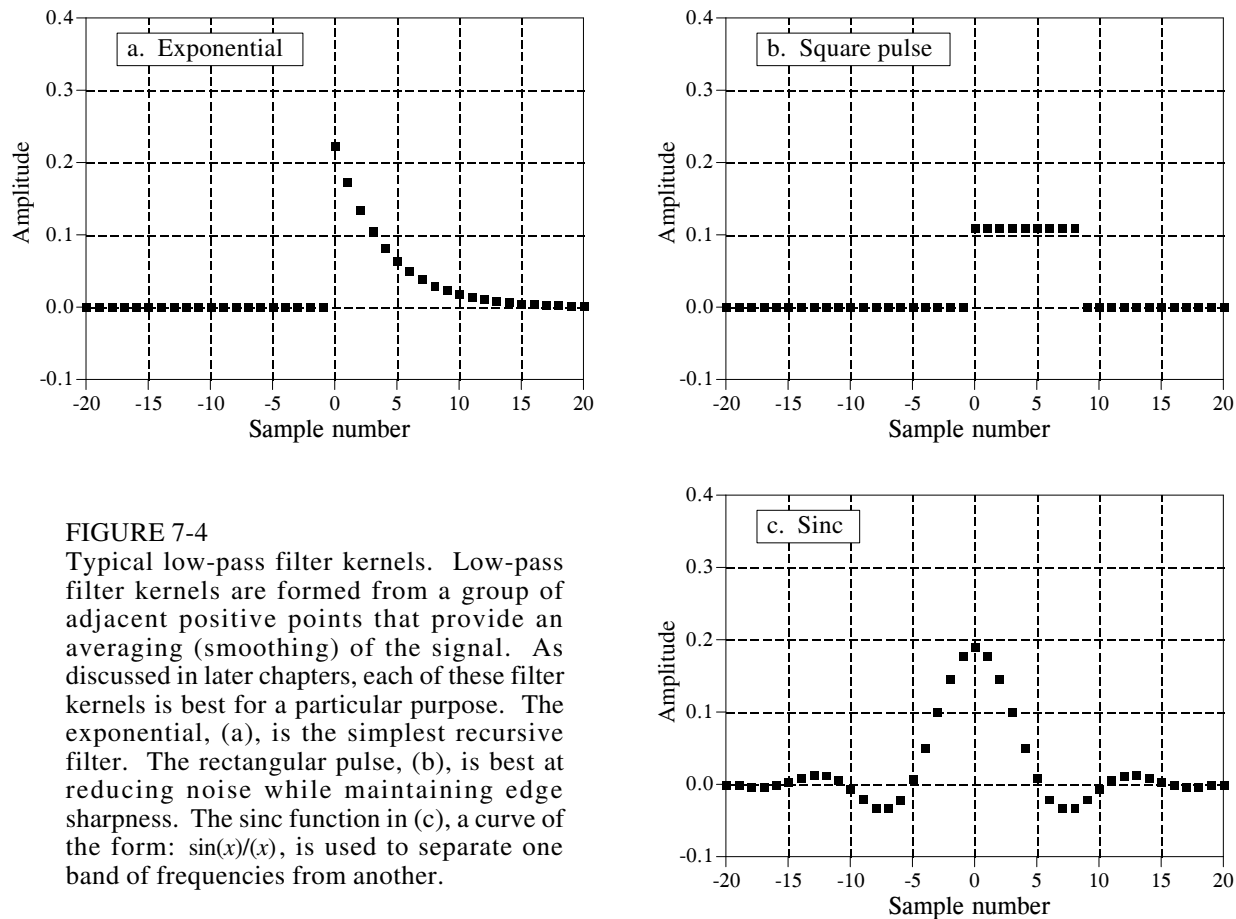 a. Exponential
0.4
0.3
0.2
0.1
0.0
-0.1
Amplitude
-20 -15 -10 -5 0 5 10 15 20
Sample number
b. Square pulse
0.4
0.3
0.2
0.1
0.0
-0.1
Amplitude
-20 -15 -10 -5 0 5 10 15 20
Sample number
FIGURE 7-4
Typical low-pass filter kernels. Low-pass
filter kernels are formed from a group of
adjacent positive points that provide an
averaging (smoothing) of the signal. As
discussed in later chapters, each of these filter
kernels is best for a particular purpose. The
exponential, (a), is the simplest recursive
filter. The rectangular pulse, (b), is best at
reducing noise while maintaining edge
sharpness. The sinc function in (c), a curve of
the form: sin(x)/(x), is used to separate one
band of frequencies from another.
c. Sinc
0.4
0.3
0.2
0.1
0.0
-0.1
Amplitude
-20 -15 -10 -5 0 5 10 15 20
Sample number